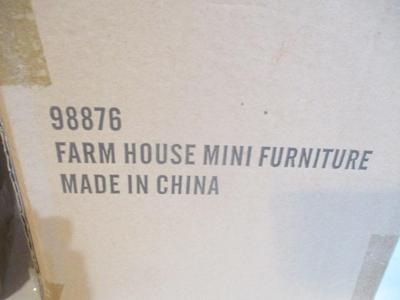 98876
FARM HOUSE MINI FURNITURE
MADE IN CHINA